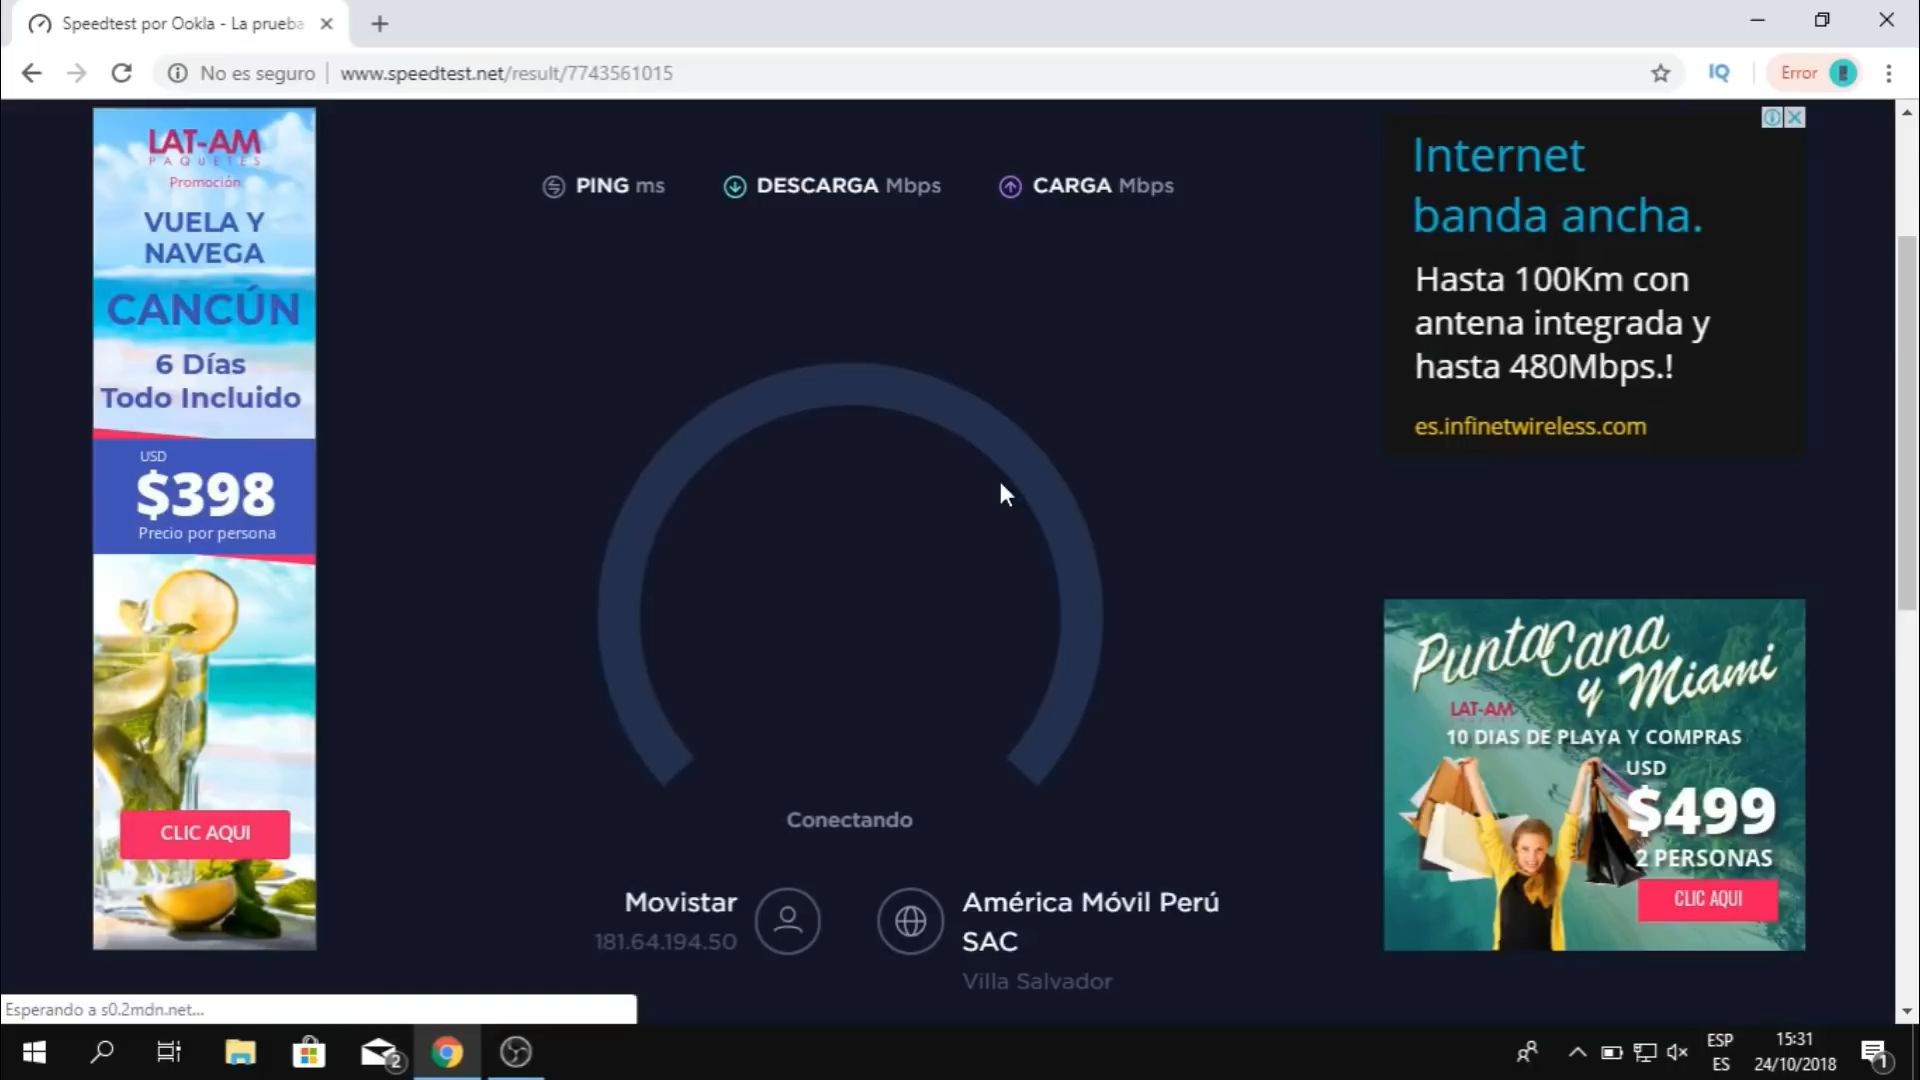 Speedtest por Ookla - La prueba
No es seguro
www.speedtest.net/result/7743561015
IQ
Error
LAT-AM
PAQUETES
Promoción
VUELA Y
NAVEGA
CANCÚN
6 Días
Todo Incluido
USD
$398
Precio por persona
CLIC AQUI
PING ms
DESCARGA Mbps
CARGA Mbps
Conectando
Movistar
181.64.194.50
América Móvil Perú
SAC
Villa Salvador
Internet
banda ancha.
Hasta 100Km con
antena integrada y
hasta 480Mbps.!
es.infinetwireless.com
Punta Cana
y Miami
LAT-AM
10 DIAS DE PLAYA Y COMPRAS
USD
$499
2 PERSONAS
CLIC AQUI
Esperando a s0.2mdn.net...
2
ESP
ES
15:31
24/10/2018
1